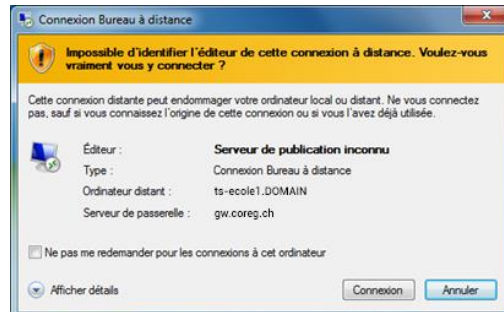 Connexion Bureau à distance
Impossible d'identifier l'éditeur de cette connexion à distance. Voulez-vous
vraiment vous y connecter ?
Cette connexion distante peut endommager votre ordinateur local ou distant. Ne vous connectez
pas, sauf si vous connaissez l'origine de cette connexion ou si vous l'avez déjà utilisée.
Éditeur : Serveur de publication inconnu
Type : Connexion Bureau à distance
Ordinateur distant : ts-ecole1.DOMAIN
Serveur de passerelle : gw.coreg.ch
Ne pas me redemander pour les connexions à cet ordinateur
Afficher détails Connexion Annuler